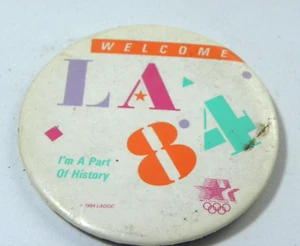 WELCOME
LA
84
I'm A Part
Of History
© 1984 LAOOC